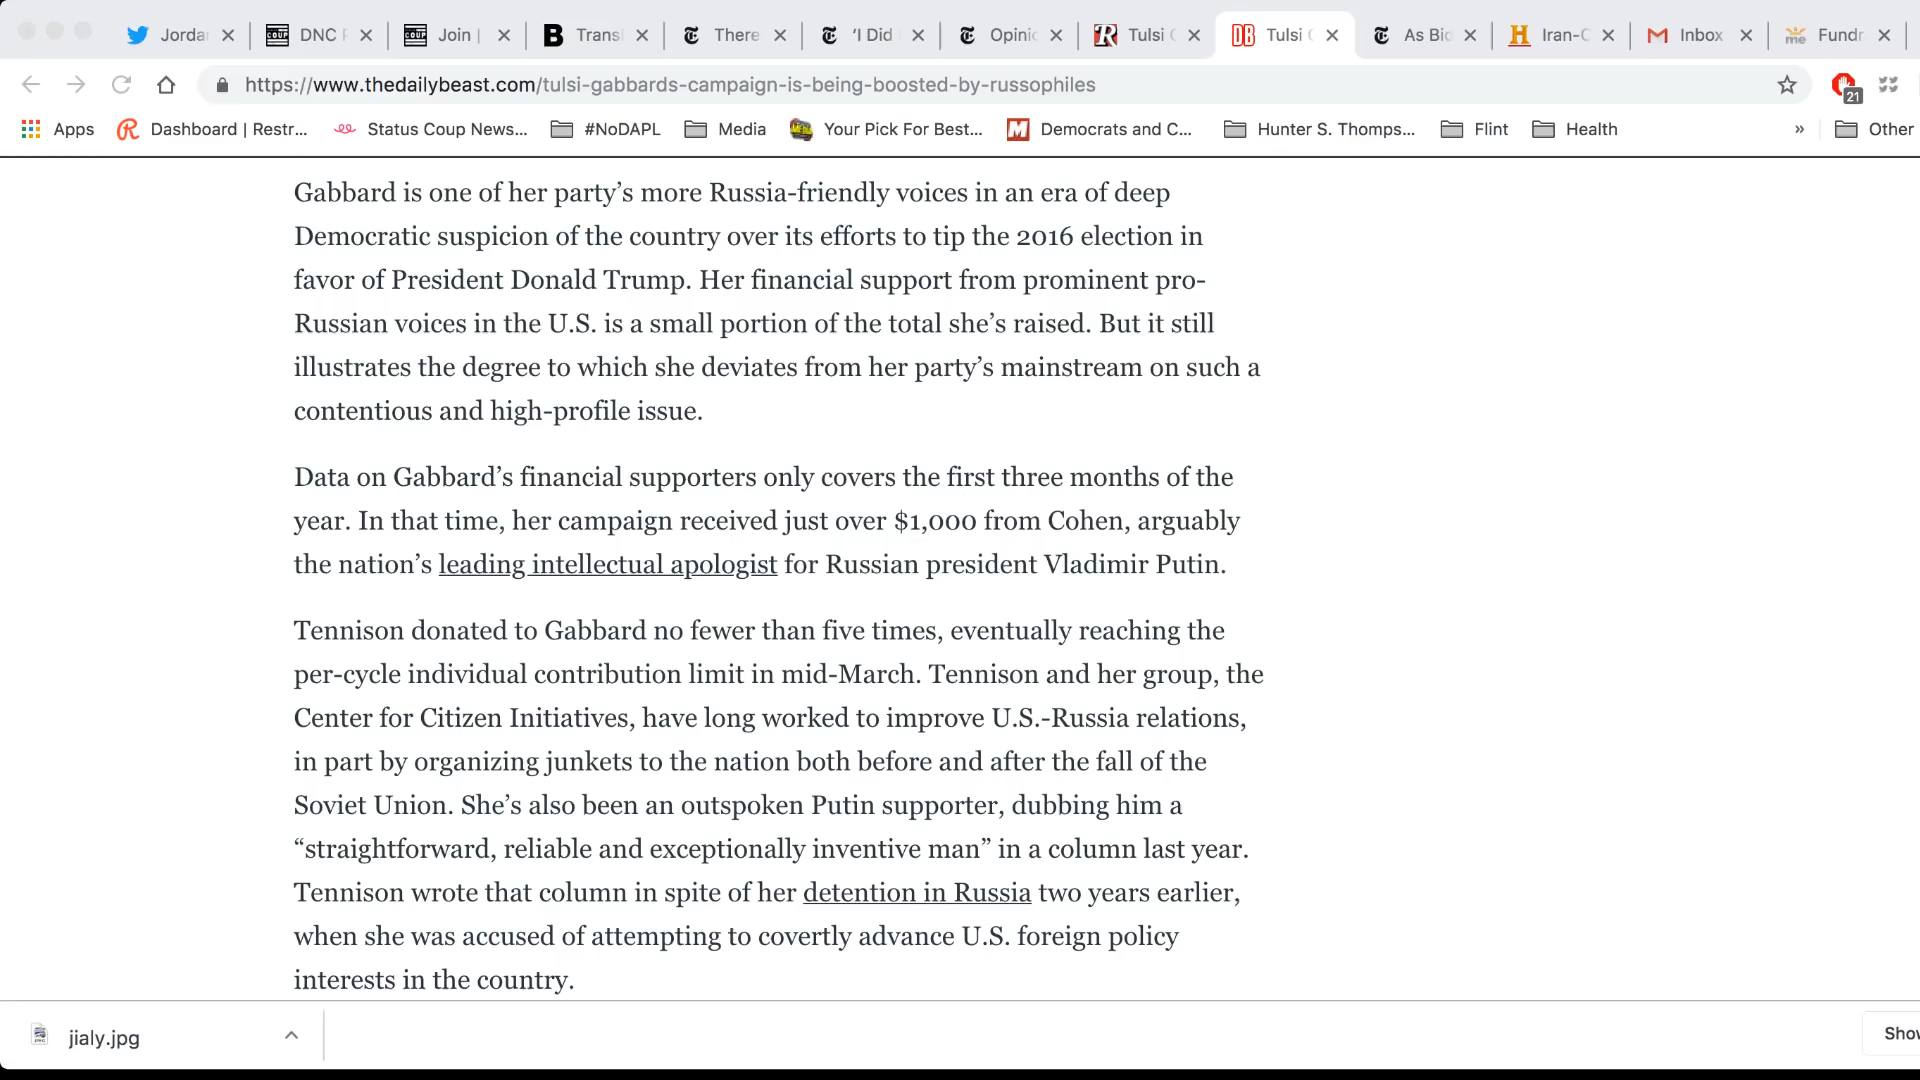 Jorda
DNC
Join |
Trans
There
'I Did
Opinio
Tulsi
Tulsi
As Bid
Iran-C
Inbox
Fundr
https://www.thedailybeast.com/tulsi-gabbards-campaign-is-being-boosted-by-russophiles
21
Apps
Dashboard | Restr...
Status Coup News...
#NoDAPL
Media
Your Pick For Best...
Democrats and C...
Hunter S. Thomps...
Flint
Health
»
Other
Gabbard is one of her party’s more Russia-friendly voices in an era of deep
Democratic suspicion of the country over its efforts to tip the 2016 election in
favor of President Donald Trump. Her financial support from prominent pro-
Russian voices in the U.S. is a small portion of the total she’s raised. But it still
illustrates the degree to which she deviates from her party’s mainstream on such a
contentious and high-profile issue.
Data on Gabbard’s financial supporters only covers the first three months of the
year. In that time, her campaign received just over $1,000 from Cohen, arguably
the nation’s leading intellectual apologist for Russian president Vladimir Putin.
Tennison donated to Gabbard no fewer than five times, eventually reaching the
per-cycle individual contribution limit in mid-March. Tennison and her group, the
Center for Citizen Initiatives, have long worked to improve U.S.-Russia relations,
in part by organizing junkets to the nation both before and after the fall of the
Soviet Union. She’s also been an outspoken Putin supporter, dubbing him a
“straightforward, reliable and exceptionally inventive man” in a column last year.
Tennison wrote that column in spite of her detention in Russia two years earlier,
when she was accused of attempting to covertly advance U.S. foreign policy
interests in the country.
jialy.jpg
Show